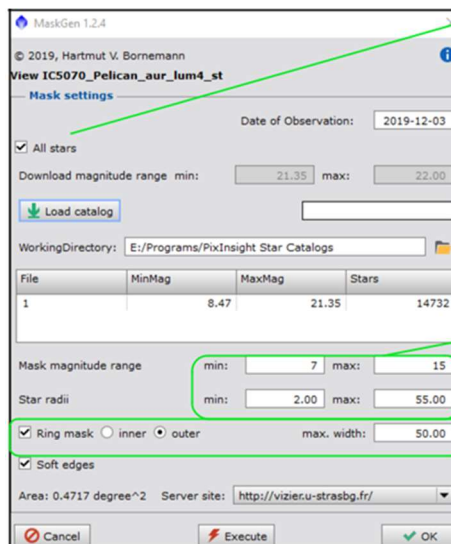 MaskGen 1.2.4
© 2019, Hartmut V. Bornemann
View IC5070_Pelican_aur_lum4_st
Mask settings
Date of Observation: 2019-12-03
All stars
Download magnitude range min: 21.35 max: 22.00
Load catalog
WorkingDirectory: E:/Programs/PixInsight Star Catalogs
File MinMag MaxMag Stars
1 8.47 21.35 14732
Mask magnitude range min: 7 max: 15
Star radii min: 2.00 max: 55.00
Ring mask inner outer max. width: 50.00
Soft edges
Area: 0.4717 degree^2 Server site: http://vizier.u-strasbg.fr/
Cancel Execute OK